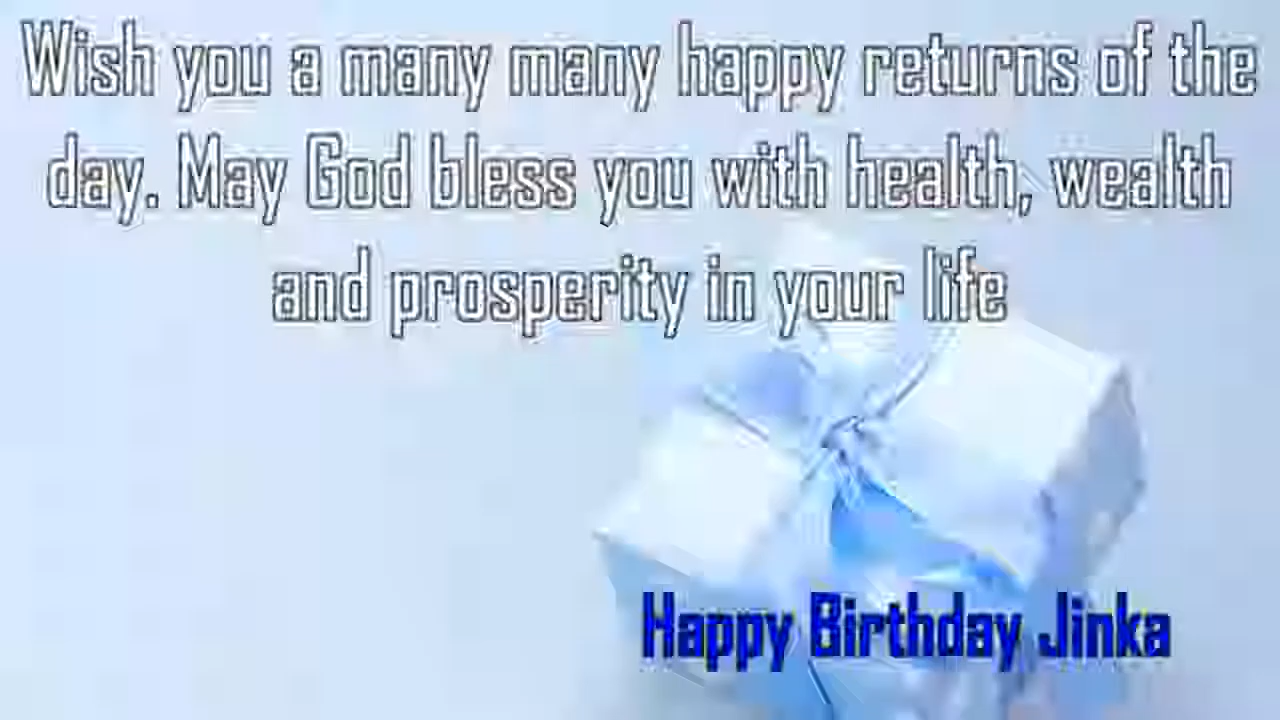 Wish you a many many happy returns of the
day. May God bless you with health, wealth
and prosperity in your life
Happy Birthday Jinka